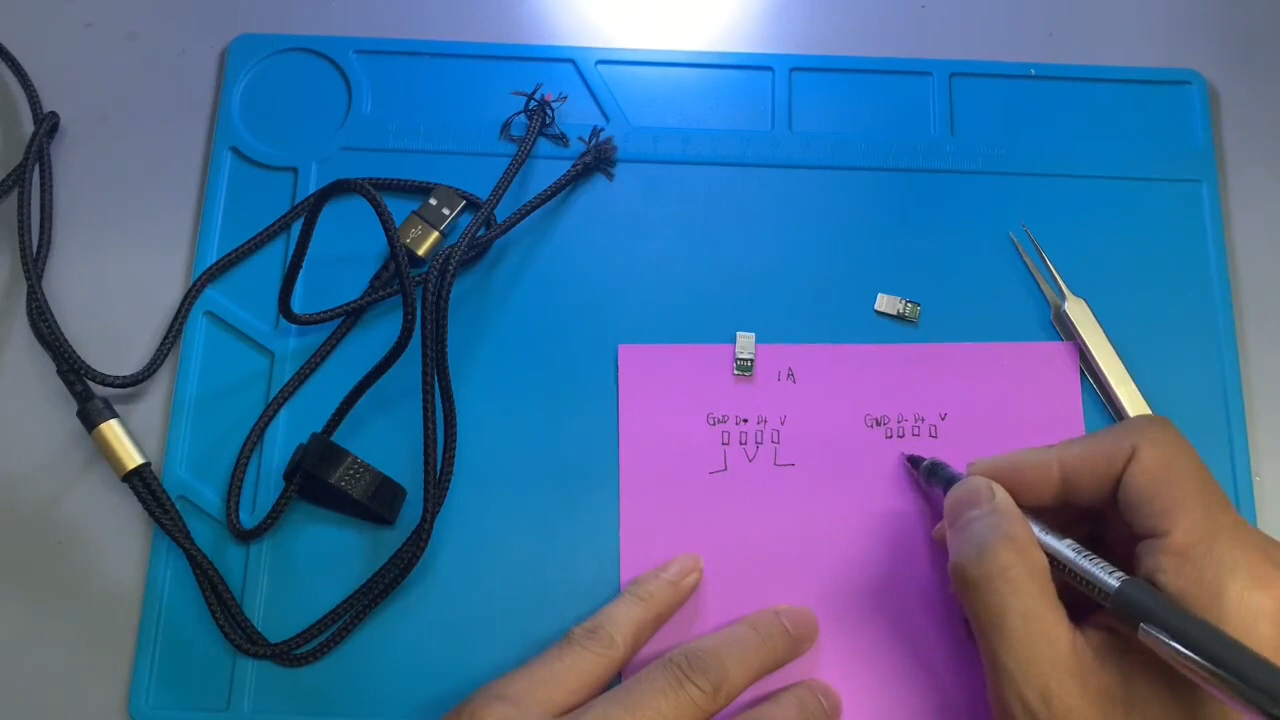 1A
GND D- D+ V
GND D- D+ V